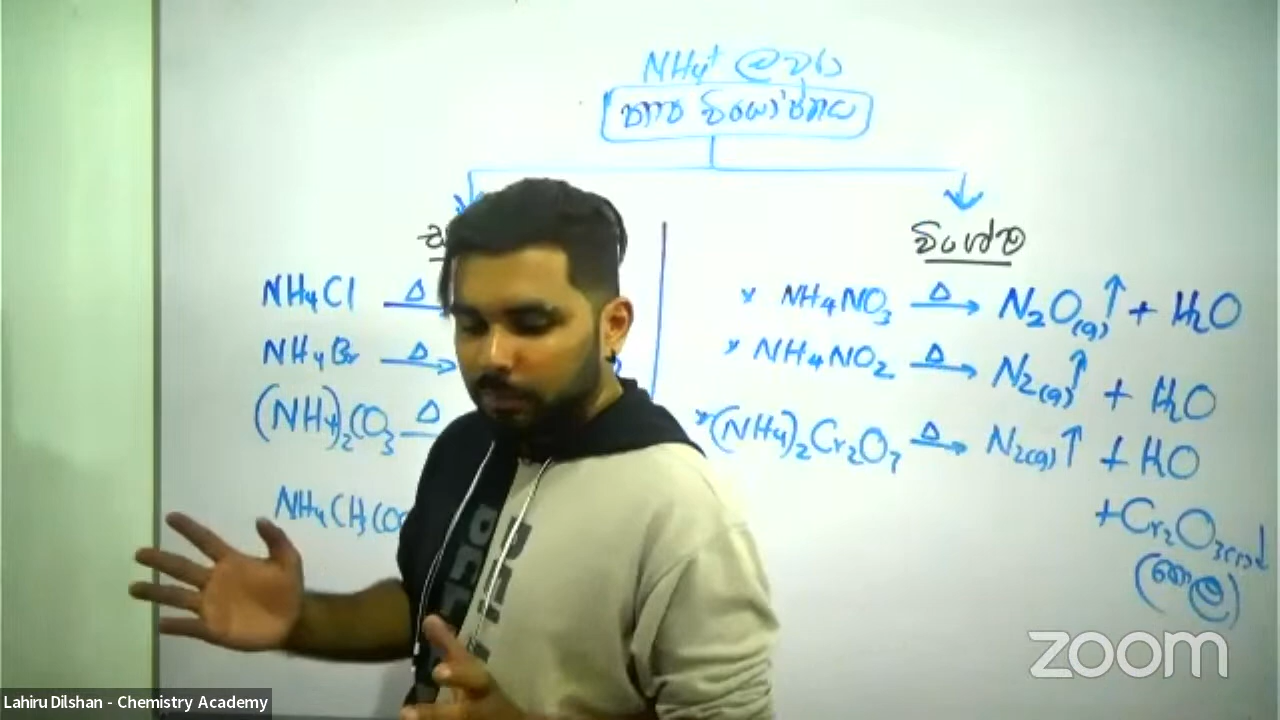 NH₄⁺ ලවණ
තාප වියෝජනය
විශේෂ
NH₄Cl Δ→
NH₄Br Δ→
(NH₄)₂CO₃ Δ
NH₄CH₃CO
* NH₄NO₃ Δ→ N₂O(g)↑ + H₂O
* NH₄NO₂ Δ→ N₂(g)↑ + H₂O
*(NH₄)₂Cr₂O₇ Δ→ N₂(g)↑ + H₂O
+Cr₂O₃(s)↓
(කොළ)
zoom
Lahiru Dilshan - Chemistry Academy